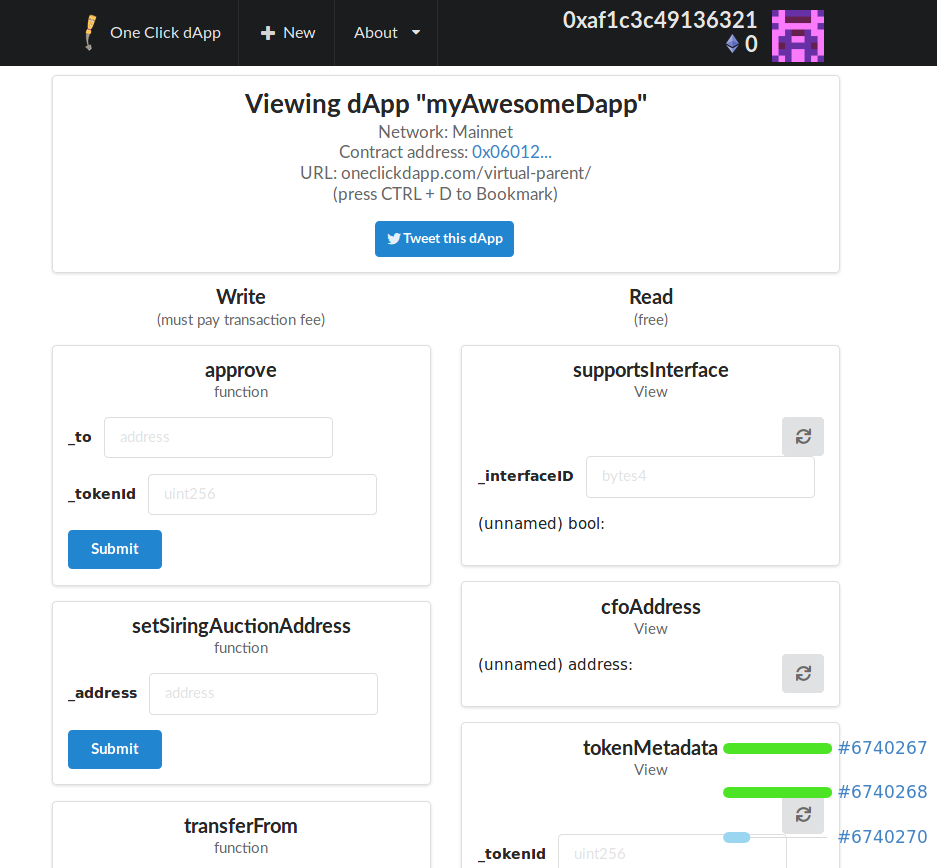 One Click dApp
New
About
0xaf1c3c49136321
0
Viewing dApp "myAwesomeDapp"
Network: Mainnet
Contract address: 0x06012...
URL: oneclickdapp.com/virtual-parent/
(press CTRL + D to Bookmark)
Tweet this dApp
Write
(must pay transaction fee)
approve
function
_to address
_tokenId uint256
Submit
setSiringAuctionAddress
function
_address address
Submit
transferFrom
function
Read
(free)
supportsInterface
View
_interfaceID bytes4
(unnamed) bool:
cfoAddress
View
(unnamed) address:
tokenMetadata
View
_tokenId uint256
#6740267
#6740268
#6740270